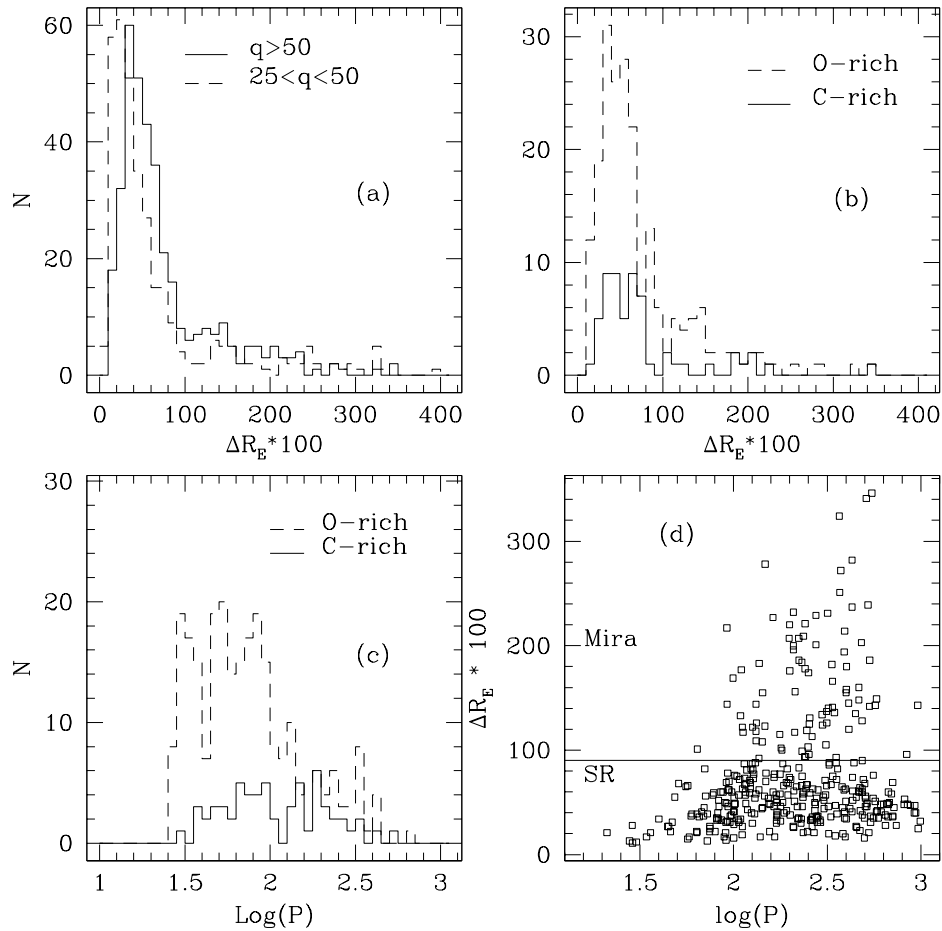 60
40
20
0
N
q>50
25<q<50
(a)
0 100 200 300 400
ΔR_E*100
30
20
10
0
O-rich
C-rich
(b)
0 100 200 300 400
ΔR_E*100
30
20
10
0
N
O-rich
C-rich
(c)
1 1.5 2 2.5 3
Log(P)
ΔR_E * 100
300
200
100
0
(d)
Mira
SR
1.5 2 2.5 3
log(P)